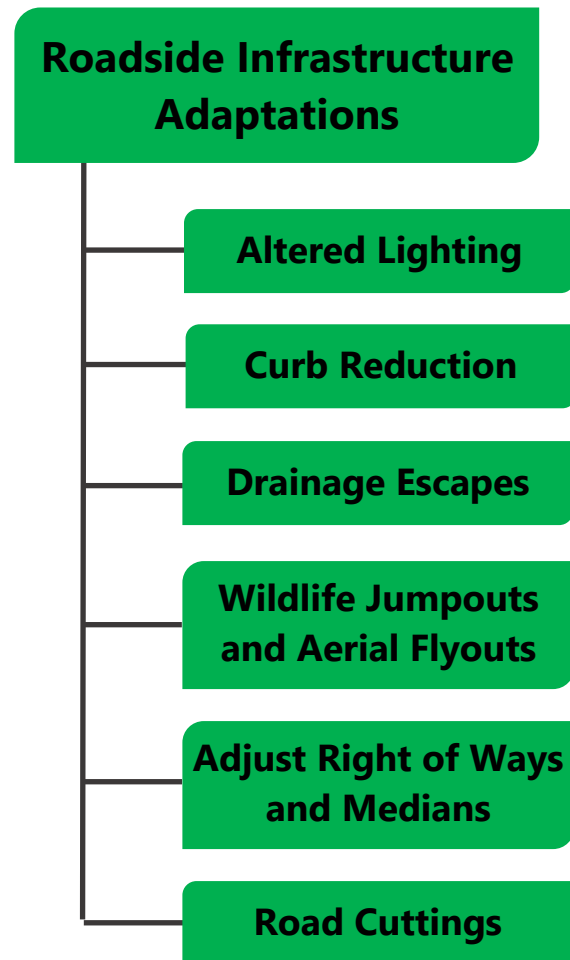 Roadside Infrastructure
Adaptations
Altered Lighting
Curb Reduction
Drainage Escapes
Wildlife Jumpouts
and Aerial Flyouts
Adjust Right of Ways
and Medians
Road Cuttings